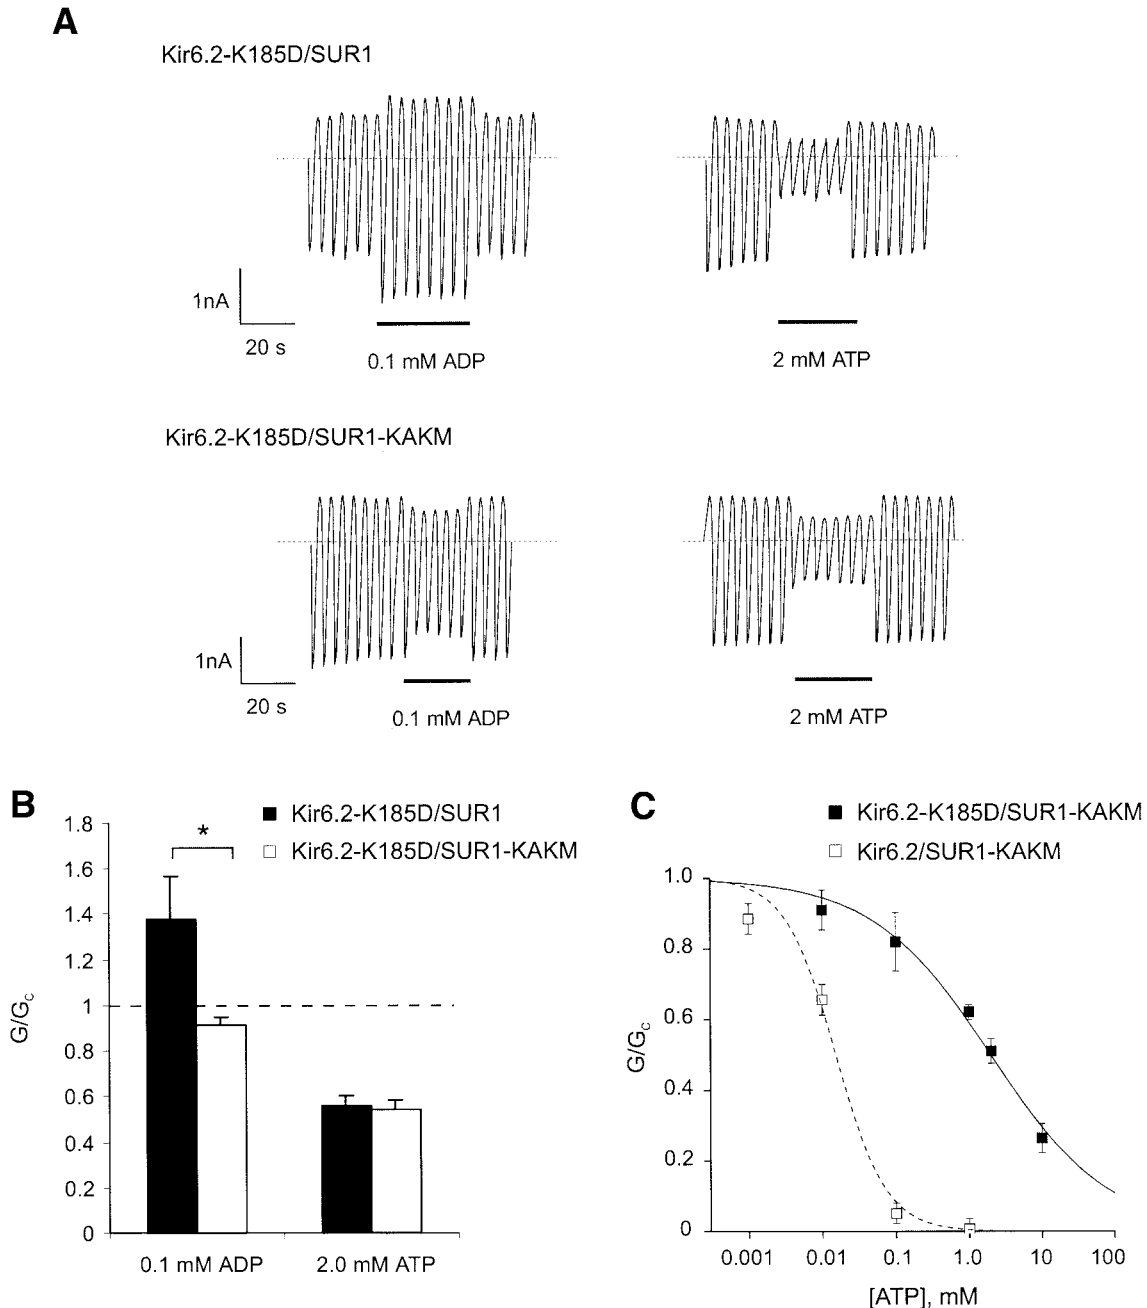 A
Kir6.2-K185D/SUR1
1nA
20 s
0.1 mM ADP
2 mM ATP
Kir6.2-K185D/SUR1-KAKM
1nA
20 s
0.1 mM ADP
2 mM ATP
B
Kir6.2-K185D/SUR1
Kir6.2-K185D/SUR1-KAKM
*
G/Gc
1.8
1.6
1.4
1.2
1
0.8
0.6
0.4
0.2
0
0.1 mM ADP
2.0 mM ATP
C
Kir6.2-K185D/SUR1-KAKM
Kir6.2/SUR1-KAKM
G/Gc
1.0
0.8
0.6
0.4
0.2
0
0.001
0.01
0.1
1.0
10
100
[ATP], mM